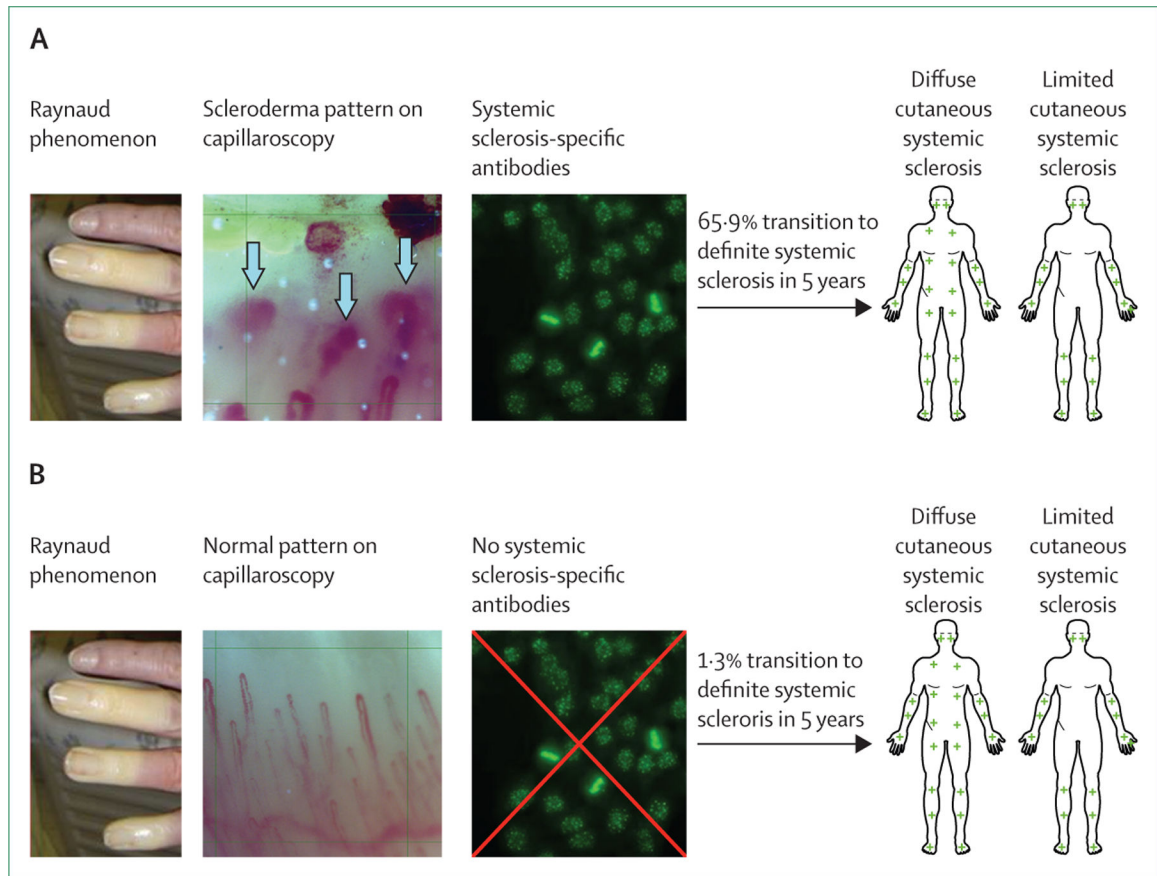 A
Raynaud
phenomenon
Scleroderma pattern on
capillaroscopy
Systemic
sclerosis-specific
antibodies
65·9% transition to
definite systemic
sclerosis in 5 years
Diffuse
cutaneous
systemic
sclerosis
Limited
cutaneous
systemic
sclerosis
B
Raynaud
phenomenon
Normal pattern on
capillaroscopy
No systemic
sclerosis-specific
antibodies
1·3% transition to
definite systemic
scleroris in 5 years
Diffuse
cutaneous
systemic
sclerosis
Limited
cutaneous
systemic
sclerosis